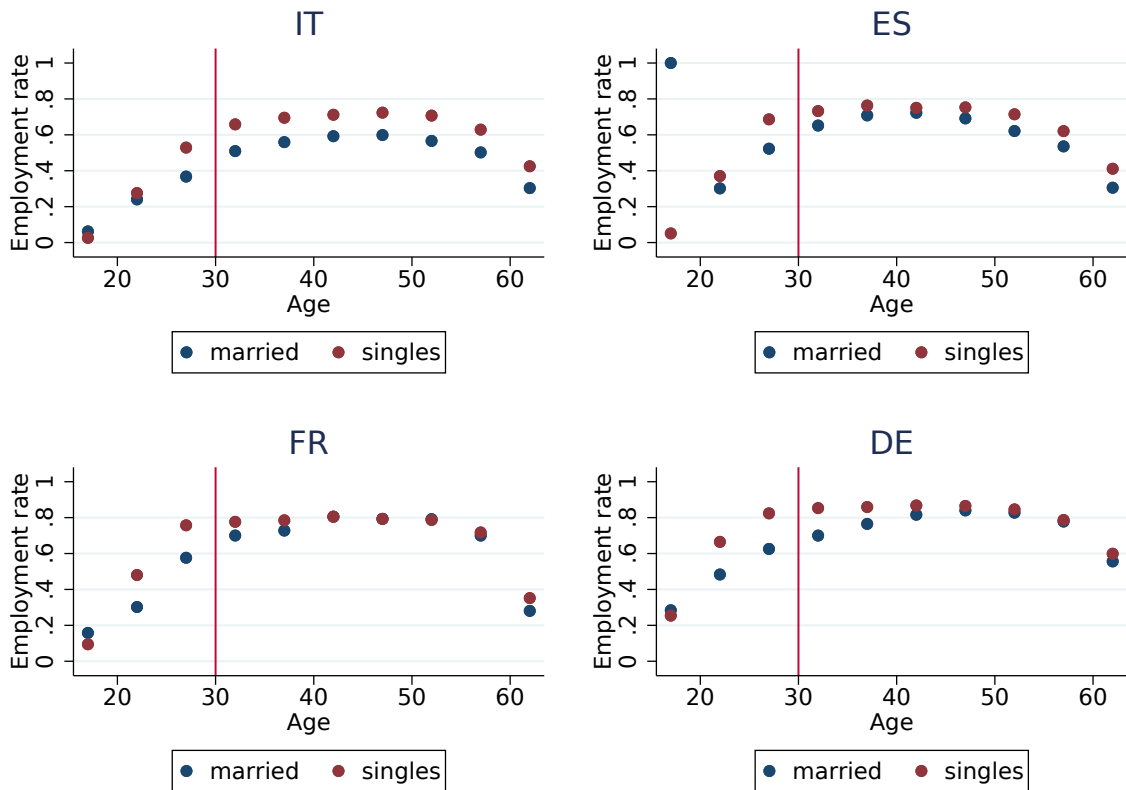 IT
Employment rate
0 .2 .4 .6 .8 1
20 30 40 50 60
Age
married singles
ES
Employment rate
0 .2 .4 .6 .8 1
20 30 40 50 60
Age
married singles
FR
Employment rate
0 .2 .4 .6 .8 1
20 30 40 50 60
Age
married singles
DE
Employment rate
0 .2 .4 .6 .8 1
20 30 40 50 60
Age
married singles